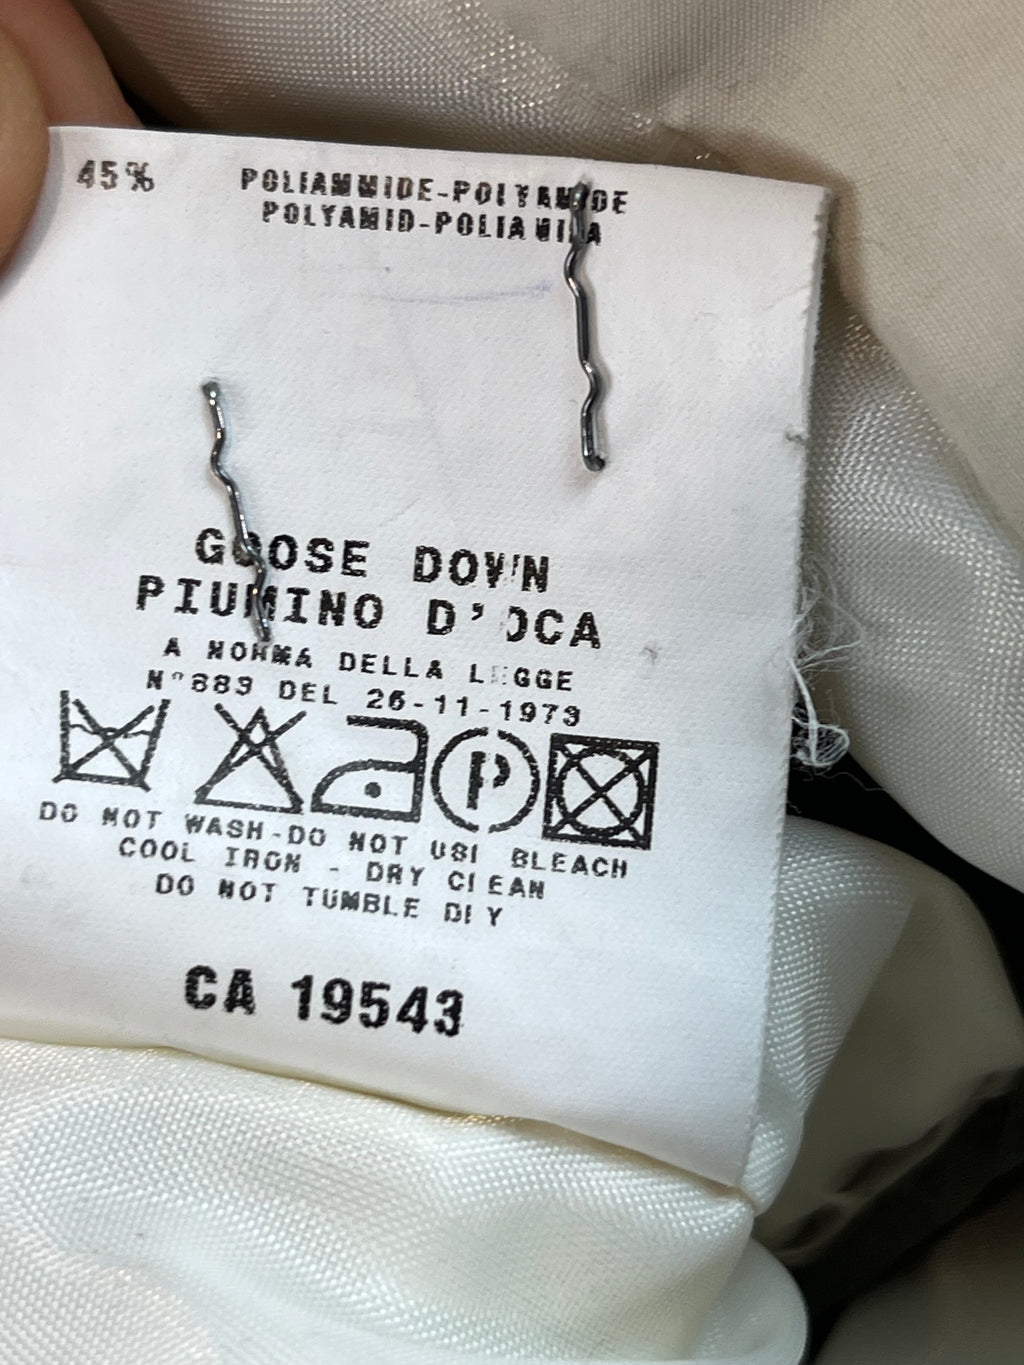 45% POLIAMMIDE-POLYAMIDE
POLYAMID-POLIAMIDA
GOOSE DOWN
PIUMINO D'OCA
A NORMA DELLA LEGGE
N°883 DEL 26-11-1973
P
DO NOT WASH-DO NOT USE BLEACH
COOL IRON - DRY CLEAN
DO NOT TUMBLE DRY
CA 19543